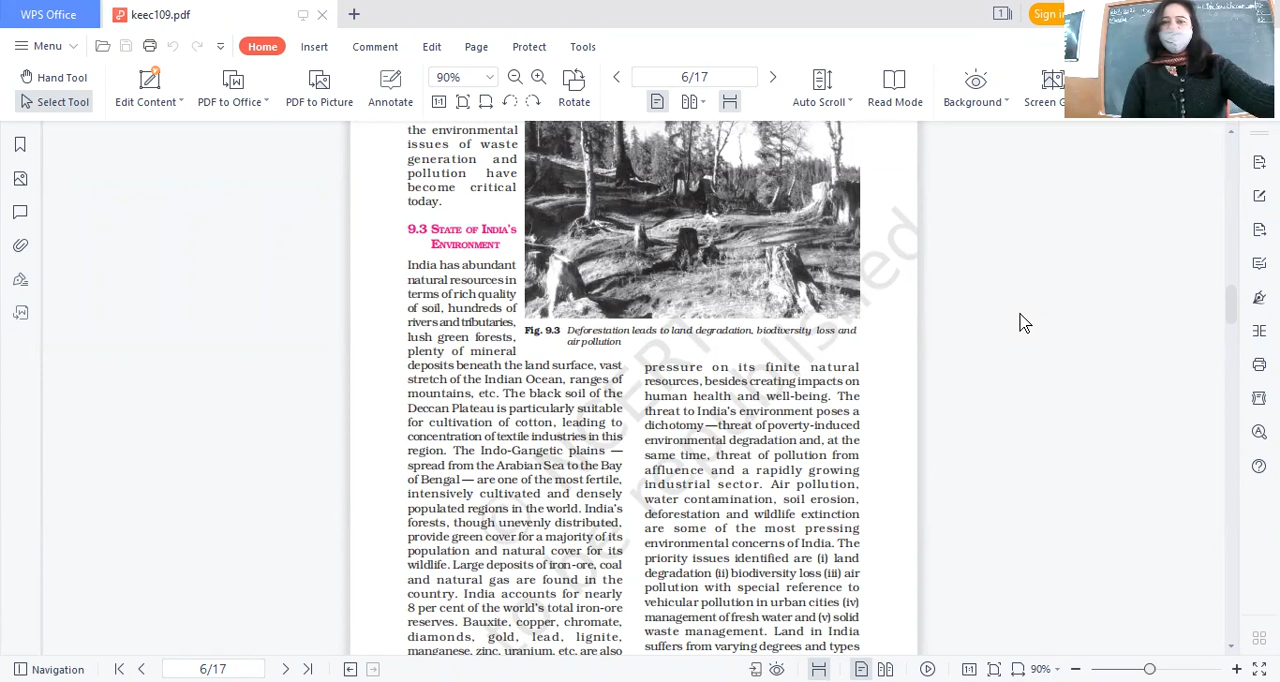 WPS Office
keec109.pdf
1
Sign in
Menu
Home
Insert
Comment
Edit
Page
Protect
Tools
Hand Tool
Select Tool
Edit Content
PDF to Office
PDF to Picture
Annotate
90%
Rotate
6/17
Auto Scroll
Read Mode
Background
Screen G
the environmental
issues of waste
generation and
pollution have
become critical
today.
9.3 STATE OF INDIA'S
ENVIRONMENT
India has abundant
natural resources in
terms of rich quality
of soil, hundreds of
rivers and tributaries,
lush green forests,
plenty of mineral
deposits beneath the land surface, vast
stretch of the Indian Ocean, ranges of
mountains, etc. The black soil of the
Deccan Plateau is particularly suitable
for cultivation of cotton, leading to
concentration of textile industries in this
region. The Indo-Gangetic plains —
spread from the Arabian Sea to the Bay
of Bengal — are one of the most fertile,
intensively cultivated and densely
populated regions in the world. India's
forests, though unevenly distributed,
provide green cover for a majority of its
population and natural cover for its
wildlife. Large deposits of iron-ore, coal
and natural gas are found in the
country. India accounts for nearly
8 per cent of the world's total iron-ore
reserves. Bauxite, copper, chromate,
diamonds, gold, lead, lignite,
manganese, zinc, uranium, etc. are also
Fig. 9.3 Deforestation leads to land degradation, biodiversity loss and
air pollution
pressure on its finite natural
resources, besides creating impacts on
human health and well-being. The
threat to India's environment poses a
dichotomy—threat of poverty-induced
environmental degradation and, at the
same time, threat of pollution from
affluence and a rapidly growing
industrial sector. Air pollution,
water contamination, soil erosion,
deforestation and wildlife extinction
are some of the most pressing
environmental concerns of India. The
priority issues identified are (i) land
degradation (ii) biodiversity loss (iii) air
pollution with special reference to
vehicular pollution in urban cities (iv)
management of fresh water and (v) solid
waste management. Land in India
suffers from varying degrees and types
© NCERT
to be republished
Navigation
6/17
90%